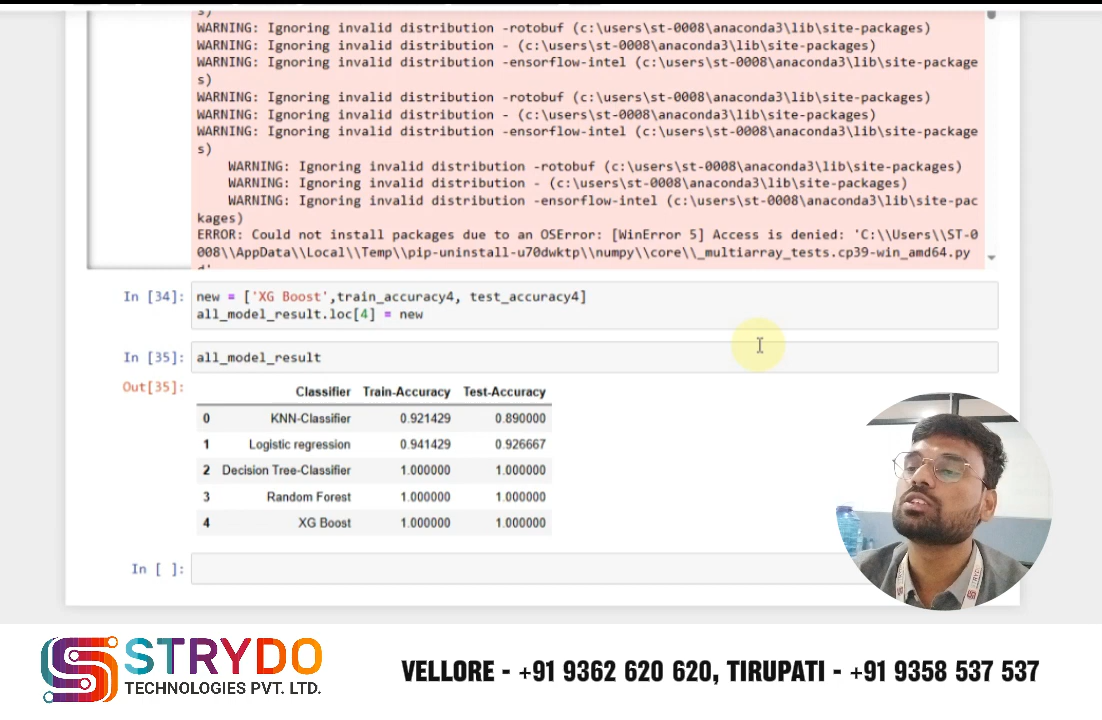 s)
WARNING: Ignoring invalid distribution -rotobuf (c:\users\st-0008\anaconda3\lib\site-packages)
WARNING: Ignoring invalid distribution - (c:\users\st-0008\anaconda3\lib\site-packages)
WARNING: Ignoring invalid distribution -ensorflow-intel (c:\users\st-0008\anaconda3\lib\site-package
s)
WARNING: Ignoring invalid distribution -rotobuf (c:\users\st-0008\anaconda3\lib\site-packages)
WARNING: Ignoring invalid distribution - (c:\users\st-0008\anaconda3\lib\site-packages)
WARNING: Ignoring invalid distribution -ensorflow-intel (c:\users\st-0008\anaconda3\lib\site-package
s)
WARNING: Ignoring invalid distribution -rotobuf (c:\users\st-0008\anaconda3\lib\site-packages)
WARNING: Ignoring invalid distribution - (c:\users\st-0008\anaconda3\lib\site-packages)
WARNING: Ignoring invalid distribution -ensorflow-intel (c:\users\st-0008\anaconda3\lib\site-pac
kages)
ERROR: Could not install packages due to an OSError: [WinError 5] Access is denied: 'C:\\Users\\ST-0
008\\AppData\\Local\\Temp\\pip-uninstall-u70dwktp\\numpy\\core\\_multiarray_tests.cp39-win_amd64.py
d'
In [34]: new = ['XG Boost',train_accuracy4, test_accuracy4]
all_model_result.loc[4] = new
In [35]: all_model_result
Out[35]:
Classifier Train-Accuracy Test-Accuracy
0 KNN-Classifier 0.921429 0.890000
1 Logistic regression 0.941429 0.926667
2 Decision Tree-Classifier 1.000000 1.000000
3 Random Forest 1.000000 1.000000
4 XG Boost 1.000000 1.000000
In [ ]:
STRYDO
TECHNOLOGIES PVT. LTD.
VELLORE - +91 9362 620 620, TIRUPATI - +91 9358 537 537